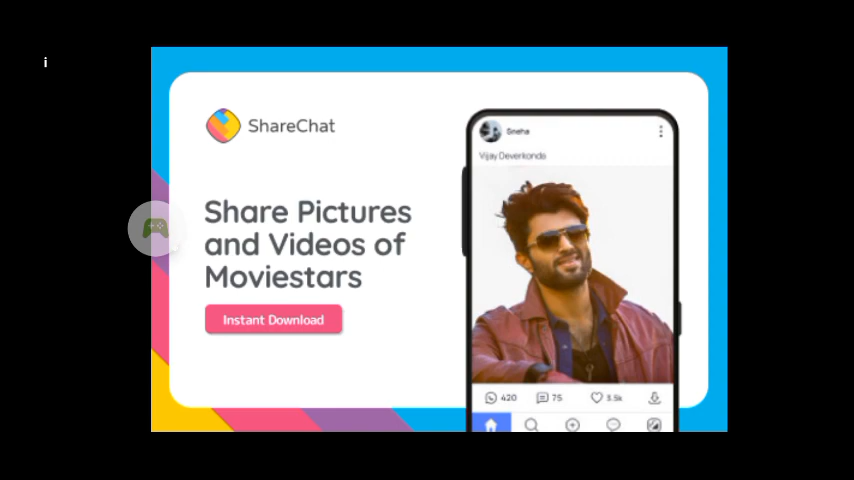 i
ShareChat
Share Pictures
and Videos of
Moviestars
Instant Download
Sneha
Vijay Deverkonda
420
75
3.5k